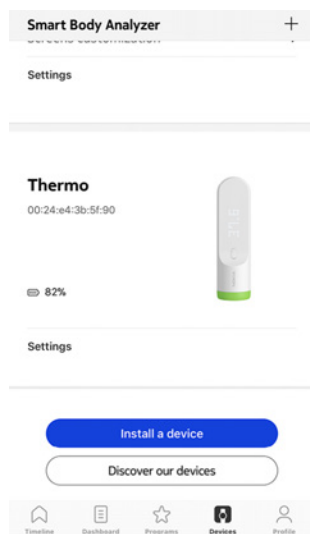 Smart Body Analyzer
Settings
Thermo
00:24:e4:3b:5f:90
82%
Settings
Install a device
Discover our devices
Timeline
Dashboard
Programs
Devices
Profile